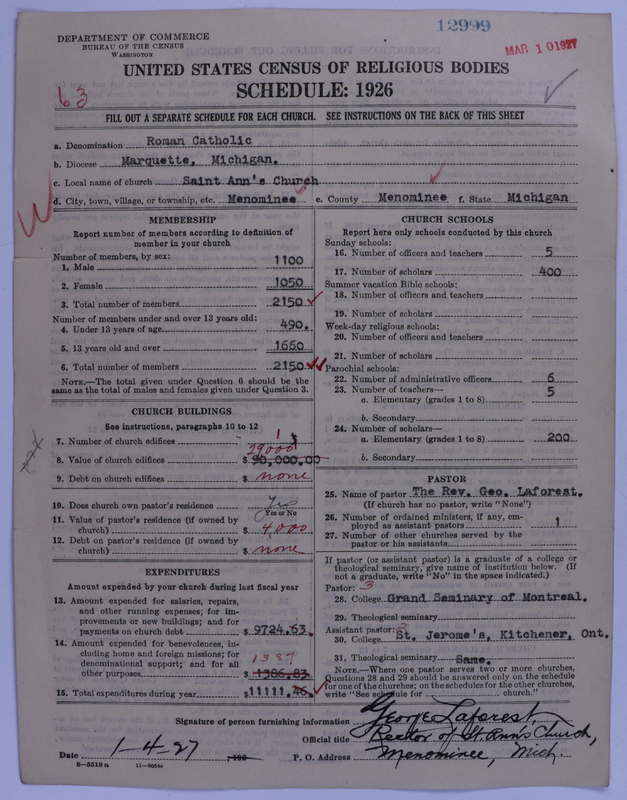 12999
MAR 10 1927
DEPARTMENT OF COMMERCE
BUREAU OF THE CENSUS
WASHINGTON
UNITED STATES CENSUS OF RELIGIOUS BODIES
SCHEDULE: 1926
63
FILL OUT A SEPARATE SCHEDULE FOR EACH CHURCH. SEE INSTRUCTIONS ON THE BACK OF THIS SHEET
a. Denomination Roman Catholic
b. Diocese Marquette, Michigan.
c. Local name of church Saint Ann's Church
d. City, town, village, or township, etc. Menominee e. County Menominee f. State Michigan
MEMBERSHIP
Report number of members according to definition of
member in your church
Number of members, by sex:
1. Male 1100
2. Female 1050
3. Total number of members 2150
Number of members under and over 13 years old:
4. Under 13 years of age 490.
5. 13 years old and over 1660
6. Total number of members 2150
NOTE.—The total given under Question 6 should be the
same as the total of males and females given under Question 3.
CHURCH BUILDINGS
See instructions, paragraphs 10 to 12
7. Number of church edifices 1
8. Value of church edifices $ 90,000.00
9. Debt on church edifices $ none
10. Does church own pastor's residence Yes
Yes or No
11. Value of pastor's residence (if owned by
church) $ 4,000
12. Debt on pastor's residence (if owned by
church) $ none
EXPENDITURES
Amount expended by your church during last fiscal year
13. Amount expended for salaries, repairs,
and other running expenses; for im-
provements or new buildings; and for
payments on church debt $ 9724.63.
14. Amount expended for benevolences, in-
cluding home and foreign missions; for
denominational support; and for all 1387
other purposes $ 1386.83
15. Total expenditures during year $11111.46
CHURCH SCHOOLS
Report here only schools conducted by this church
Sunday schools:
16. Number of officers and teachers 5
17. Number of scholars 400
Summer vacation Bible schools:
18. Number of officers and teachers
19. Number of scholars
Week-day religious schools:
20. Number of officers and teachers
21. Number of scholars
Parochial schools:
22. Number of administrative officers 6
23. Number of teachers— 5
a. Elementary (grades 1 to 8)
b. Secondary
24. Number of scholars—
a. Elementary (grades 1 to 8) 200
b. Secondary
PASTOR
25. Name of pastor The Rev. Geo. Laforest.
(If church has no pastor, write "None")
26. Number of ordained ministers, if any, em-
ployed as assistant pastors 1
27. Number of other churches served by the
pastor or his assistants
If pastor (or assistant pastor) is a graduate of a college or
theological seminary, give name of institution below. (If
not a graduate, write "No" in the space indicated.)
Pastor: 3
28. College Grand Seminary of Montreal.
29. Theological seminary
Assistant pastor:
30. College St. Jerome's, Kitchener, Ont.
31. Theological seminary Same.
NOTE.—Where one pastor serves two or more churches,
Questions 28 and 29 should be answered only on the schedule
for one of the churches; on the schedules for the other churches,
write "See schedule for church."
Signature of person furnishing information George Laforest
Official title Rector of St. Ann's Church,
Date 1-4-27 P. O. Address Menominee, Mich.